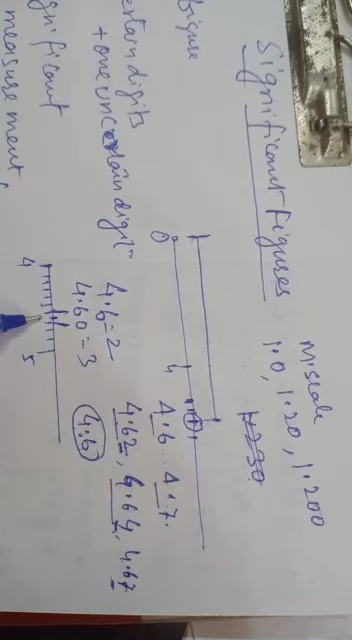 Significant figures
M.scale
1.0, 1.20, 1.200
1.230
figure
certain digits
+ one uncertain digit =
0 4
4.6 4.7
4.6 = 2
4.60 = 3
4.62, 4.64, 4.67
4.6
4 5
measurement,